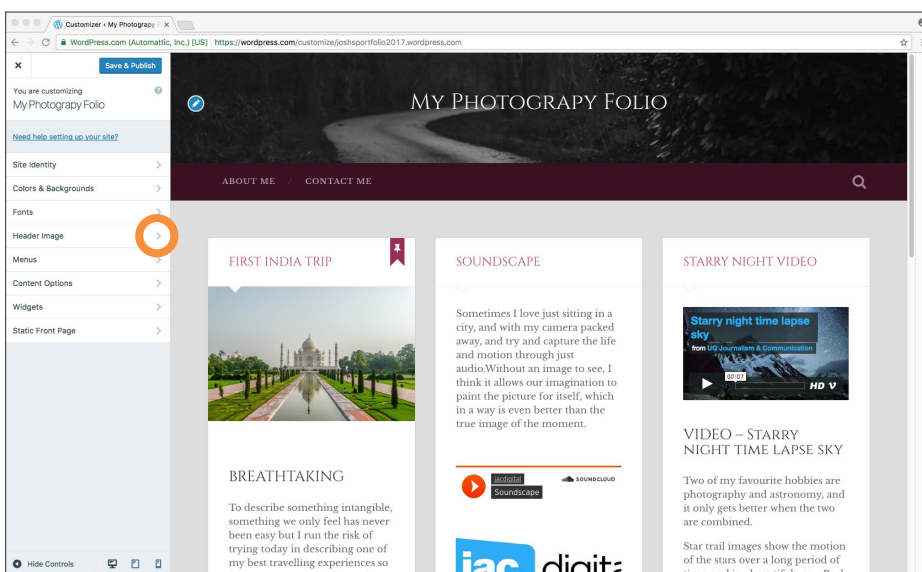 Customizer ‹ My Photograpy F
WordPress.com (Automattic, Inc.) [US]
https://wordpress.com/customize/joshsportfolio2017.wordpress.com
Save & Publish
You are customizing
My Photograpy Folio
Need help setting up your site?
Site Identity
Colors & Backgrounds
Fonts
Header Image
Menus
Content Options
Widgets
Static Front Page
Hide Controls
My Photograpy Folio
ABOUT ME / CONTACT ME
FIRST INDIA TRIP
BREATHTAKING
To describe something intangible,
something we only feel has never
been easy but I run the risk of
trying today in describing one of
my best travelling experiences so
SOUNDSCAPE
Sometimes I love just sitting in a
city, and with my camera packed
away, and try and capture the life
and motion through just
audio.Without an image to see, I
think it allows our imagination to
paint the picture for itself, which
in a way is even better than the
true image of the moment.
jacdigital
Soundscape
SOUNDCLOUD
jac digita
STARRY NIGHT VIDEO
Starry night time lapse
sky
from UQ Journalism & Communication
00:07
HD V
VIDEO – Starry
night time lapse sky
Two of my favourite hobbies are
photography and astronomy, and
it only gets better when the two
are combined.
Star trail images show the motion
of the stars over a long period of